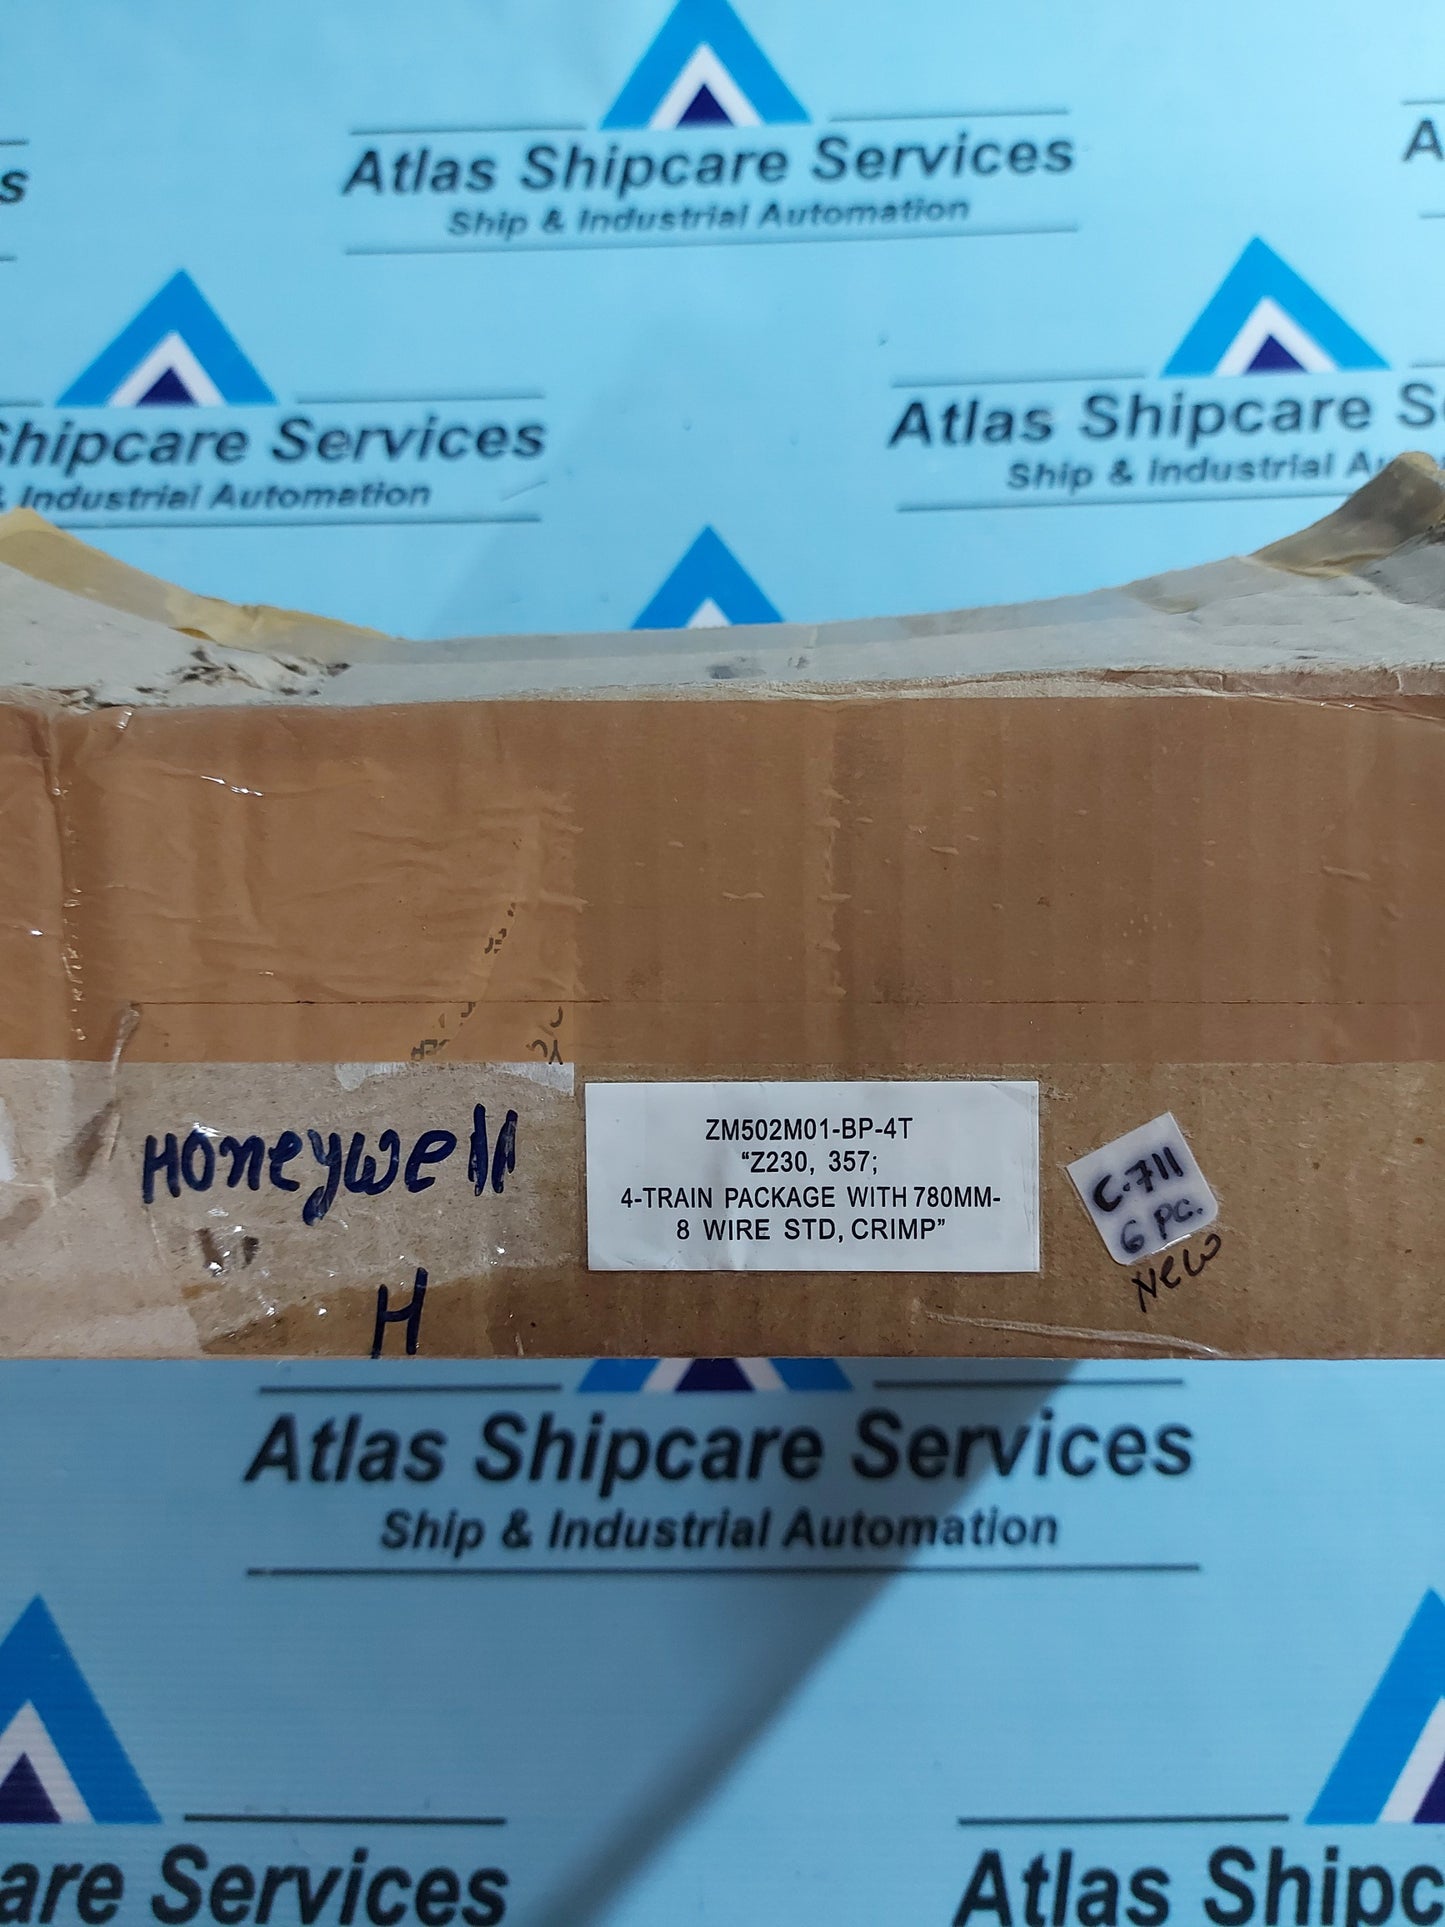 Atlas Shipcare Services
Ship & Industrial Automation
A
s
Shipcare Services
& Industrial Automation
Atlas Shipcare S
Ship & Industrial Au
Honeywell
H
ZM502M01-BP-4T
"Z230, 357;
4-TRAIN PACKAGE WITH 780MM-
8 WIRE STD, CRIMP"
C.711
6 PC.
New
Atlas Shipcare Services
Ship & Industrial Automation
are Services
Atlas Shipc